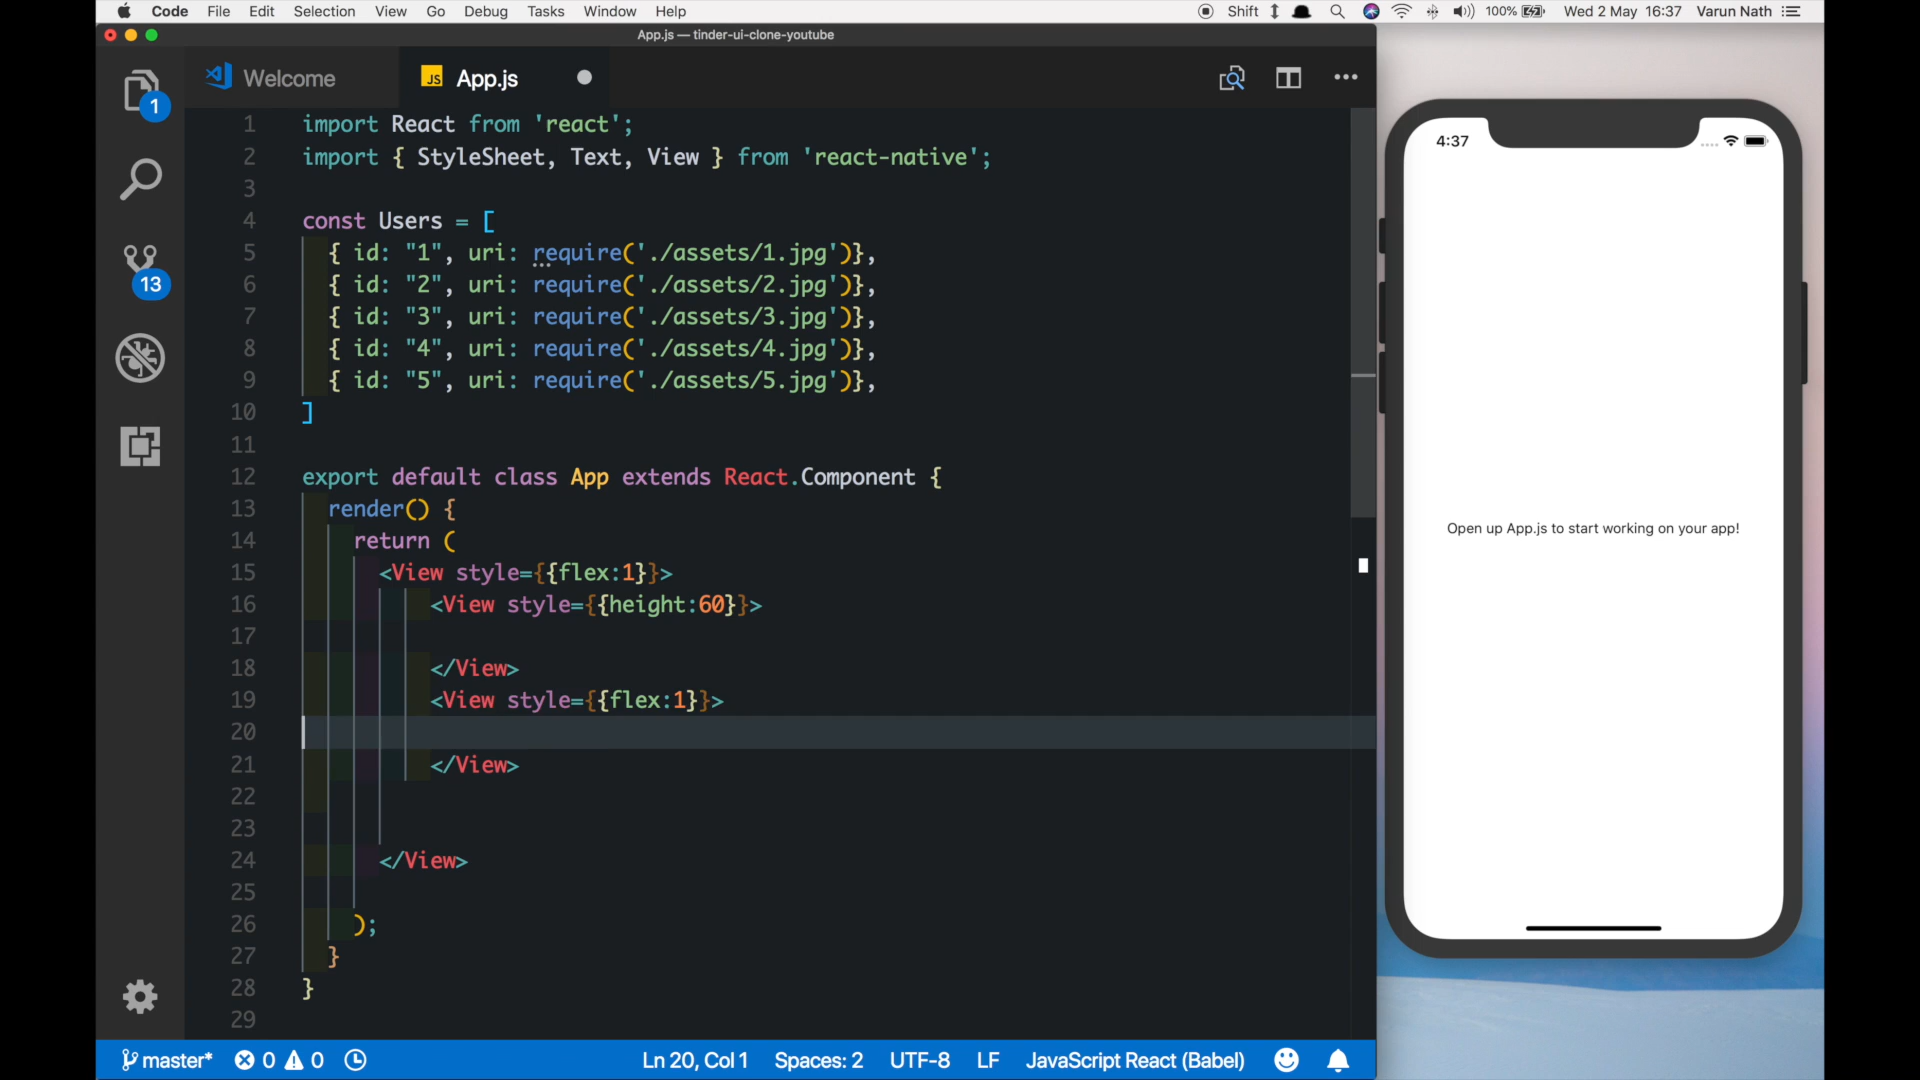 Code File Edit Selection View Go Debug Tasks Window Help Shift 100% Wed 2 May 16:37 Varun Nath
App.js — tinder-ui-clone-youtube
Welcome JS App.js
1 import React from 'react';
2 import { StyleSheet, Text, View } from 'react-native';
3
4 const Users = [
5 { id: "1", uri: require('./assets/1.jpg')},
6 { id: "2", uri: require('./assets/2.jpg')},
7 { id: "3", uri: require('./assets/3.jpg')},
8 { id: "4", uri: require('./assets/4.jpg')},
9 { id: "5", uri: require('./assets/5.jpg')},
10 ]
11
12 export default class App extends React.Component {
13 render() {
14 return (
15 <View style={{flex:1}}>
16 <View style={{height:60}}>
17
18 </View>
19 <View style={{flex:1}}>
20
21 </View>
22
23
24 </View>
25
26 );
27 }
28 }
29
1
13
master* 0 0 Ln 20, Col 1 Spaces: 2 UTF-8 LF JavaScript React (Babel)
4:37
Open up App.js to start working on your app!